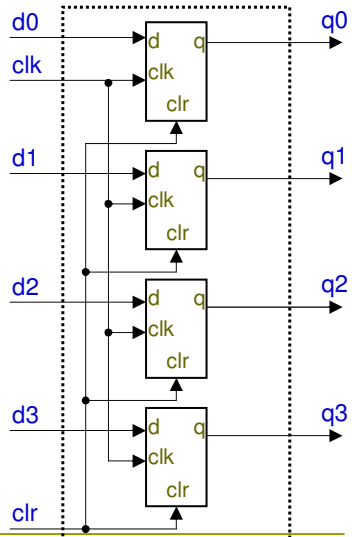 d0 d q q0
clk clk
clr
d1 d q q1
clk
clr
d2 d q q2
clk
clr
d3 d q q3
clk
clr clr